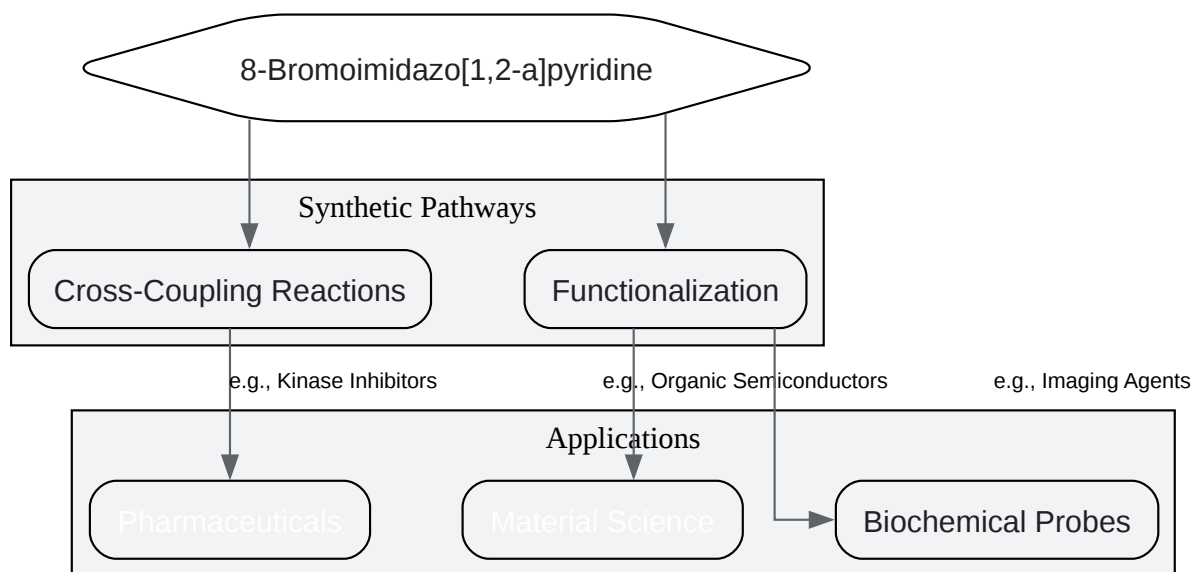 8-Bromoimidazo[1,2-a]pyridine
Synthetic Pathways
Cross-Coupling Reactions
Functionalization
e.g., Kinase Inhibitors
e.g., Organic Semiconductors
e.g., Imaging Agents
Applications
Pharmaceuticals
Material Science
Biochemical Probes